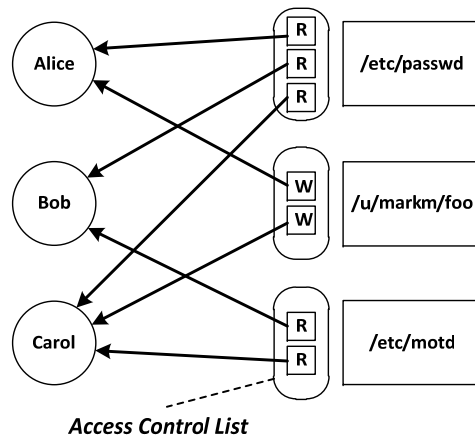 Alice
R
R
R
/etc/passwd
Bob
W
W
/u/markm/foo
Carol
R
R
/etc/motd
Access Control List